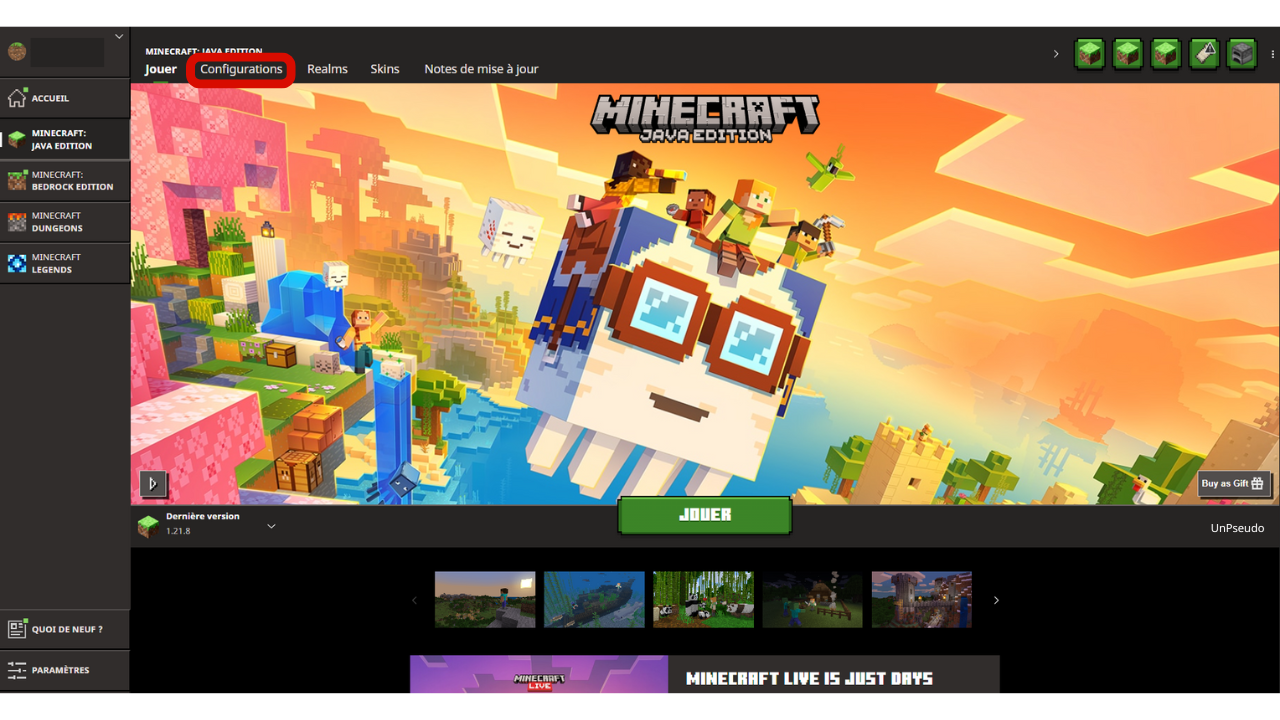 MINECRAFT: JAVA EDITION
Jouer
Configurations
Realms
Skins
Notes de mise à jour
ACCUEIL
MINECRAFT:
JAVA EDITION
MINECRAFT:
BEDROCK EDITION
MINECRAFT
DUNGEONS
MINECRAFT
LEGENDS
QUOI DE NEUF ?
PARAMÈTRES
MINECRAFT
JAVA EDITION
Buy as Gift
Dernière version
1.21.8
JOUER
UnPseudo
MINECRAFT
LIVE
MINECRAFT LIVE IS JUST DAYS